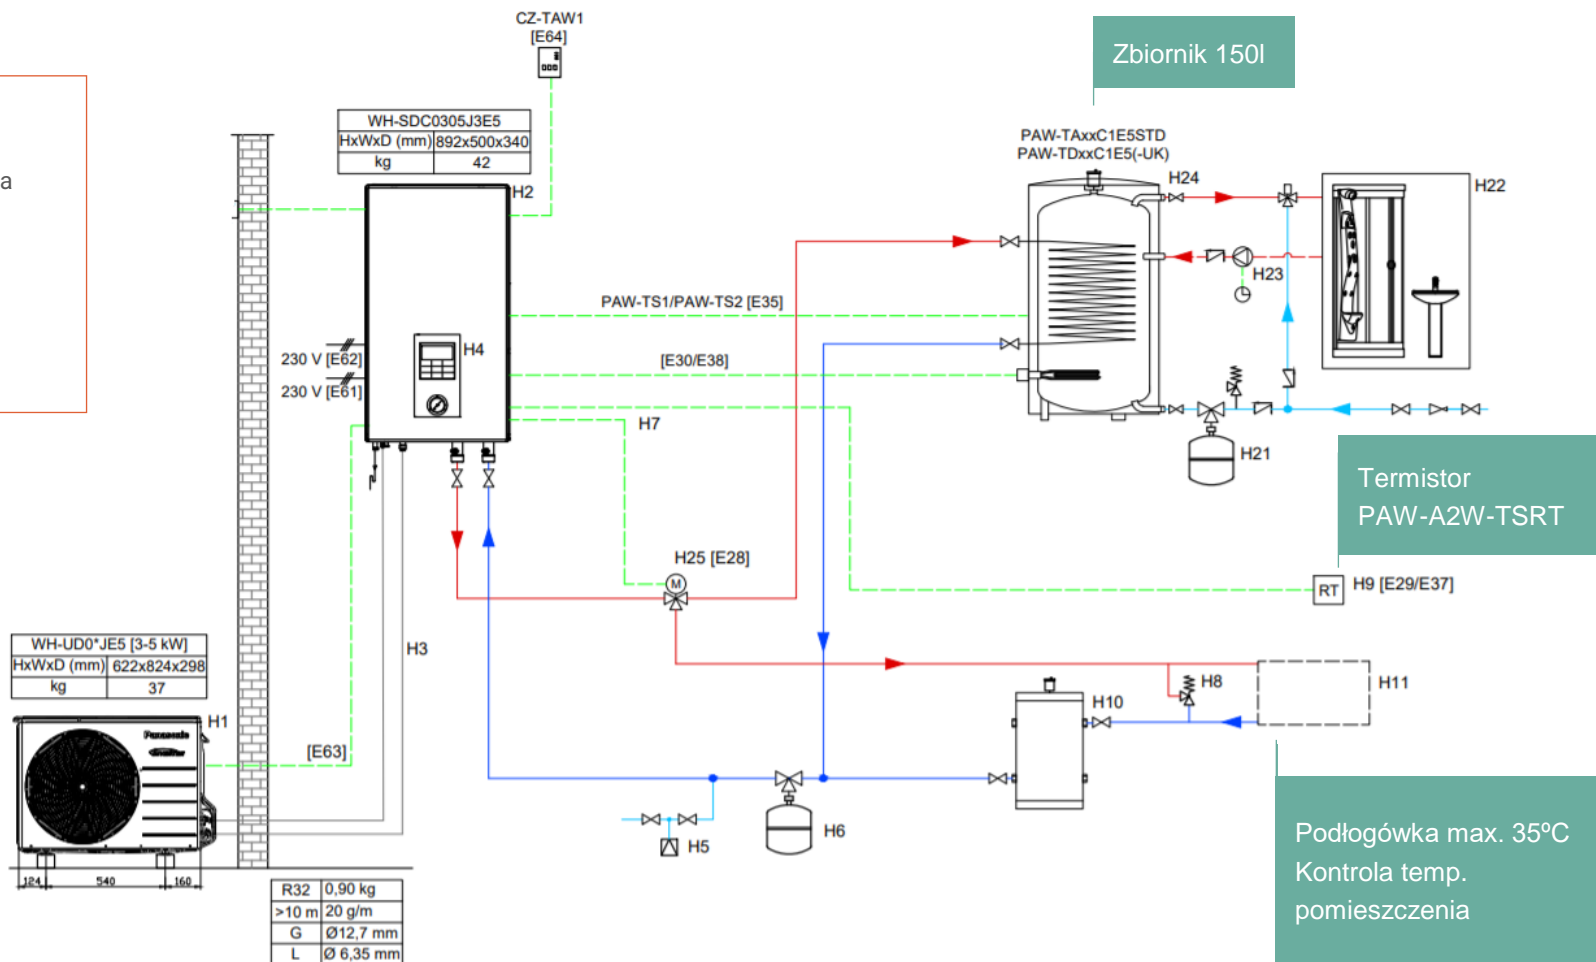 CZ-TAW1
[E64]
Zbiornik 150l
a
WH-SDC0305J3E5
HxWxD (mm) 892x500x340
kg 42
PAW-TAxxC1E5STD
PAW-TDxxC1E5(-UK)
H2
H24
H22
H23
PAW-TS1/PAW-TS2 [E35]
H4
230 V [E62]
[E30/E38]
230 V [E61]
H7
H21
Termistor
PAW-A2W-TSRT
H25 [E28]
M
RT
H9 [E29/E37]
WH-UD0*JE5 [3-5 kW]
HxWxD (mm) 622x824x298
kg 37
H3
H8
H11
H10
H1
Panasonic
[E63]
H6
H5
Podłogówka max. 35ºC
Kontrola temp.
pomieszczenia
124 540 160
R32 0,90 kg
>10 m 20 g/m
G Ø12,7 mm
L Ø 6,35 mm